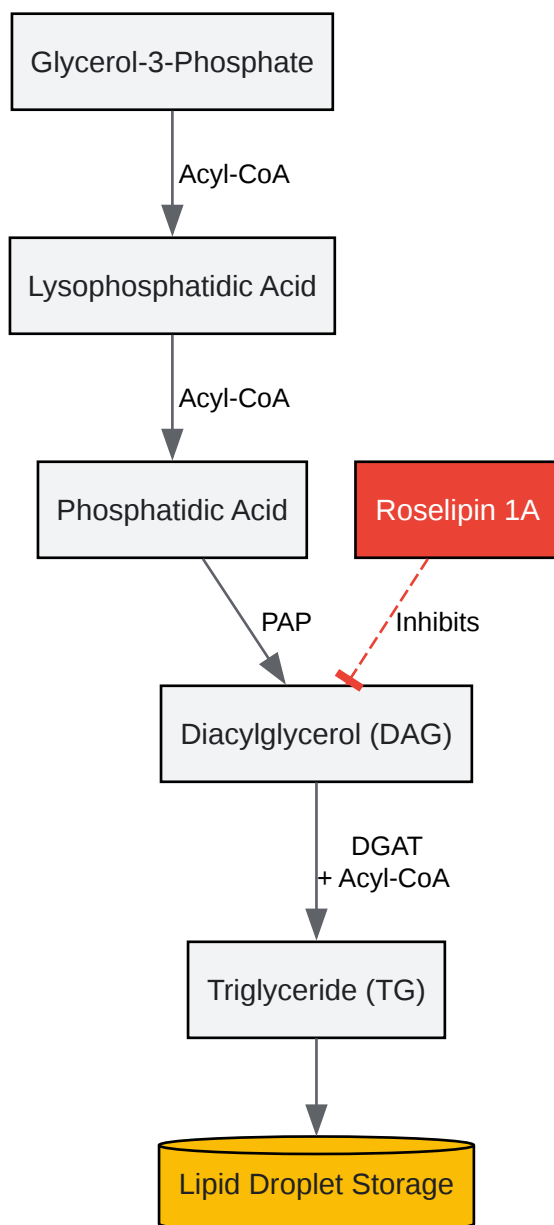 Glycerol-3-Phosphate
Acyl-CoA
Lysophosphatidic Acid
Acyl-CoA
Phosphatidic Acid
Roselipin 1A
PAP
Inhibits
Diacylglycerol (DAG)
DGAT
+ Acyl-CoA
Triglyceride (TG)
Lipid Droplet Storage